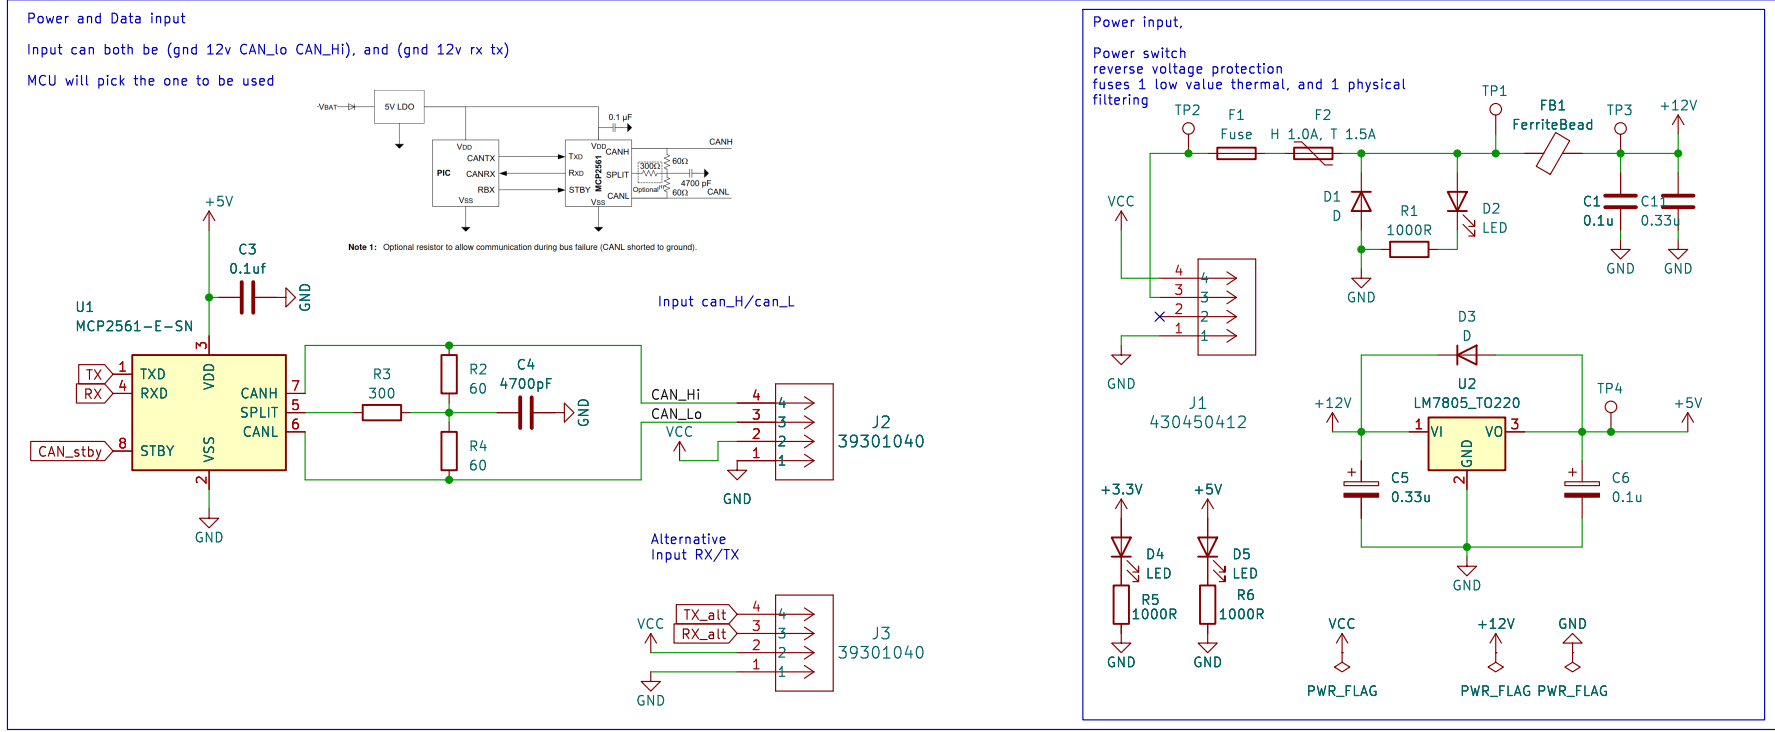 Power and Data input
Input can both be (gnd 12v CAN_lo CAN_Hi), and (gnd 12v rx tx)
MCU will pick the one to be used
VBAT
5V LDO
0.1 µF
VDD
PIC
CANTX
CANRX
RBX
VSS
VDD
TXD
RXD
STBY
MCP2561
CANH
SPLIT
CANL
VSS
300Ω
Optional(1)
60Ω
60Ω
4700 pF
CANH
CANL
Note 1: Optional resistor to allow communication during bus failure (CANL shorted to ground).
+5V
C3
0.1uf
GND
U1
MCP2561-E-SN
TX
RX
CAN_stby
1
4
8
3
2
7
5
6
TXD
RXD
STBY
VDD
VSS
CANH
SPLIT
CANL
GND
R3
300
R2
60
R4
60
C4
4700pF
GND
Input can_H/can_L
CAN_Hi
CAN_Lo
VCC
GND
4 4
3 3
2 2
1 1
J2
39301040
Alternative
Input RX/TX
TX_alt
RX_alt
VCC
GND
4 4
3 3
2 2
1 1
J3
39301040
Power input,
Power switch
reverse voltage protection
fuses 1 low value thermal, and 1 physical
filtering
TP2
F1
Fuse
F2
H 1.0A, T 1.5A
TP1
FB1
FerriteBead
TP3
+12V
D1
D
R1
1000R
D2
LED
C1
0.1u
C11
0.33u
GND
GND
GND
VCC
GND
4 4
3 3
2 2
1 1
J1
430450412
D3
D
U2
LM7805_TO220
+12V
1
VI
GND
2
VO
3
TP4
+5V
C5
0.33u
C6
0.1u
GND
+3.3V
D4
LED
R5
1000R
GND
+5V
D5
LED
R6
1000R
GND
VCC
PWR_FLAG
+12V
PWR_FLAG
GND
PWR_FLAG